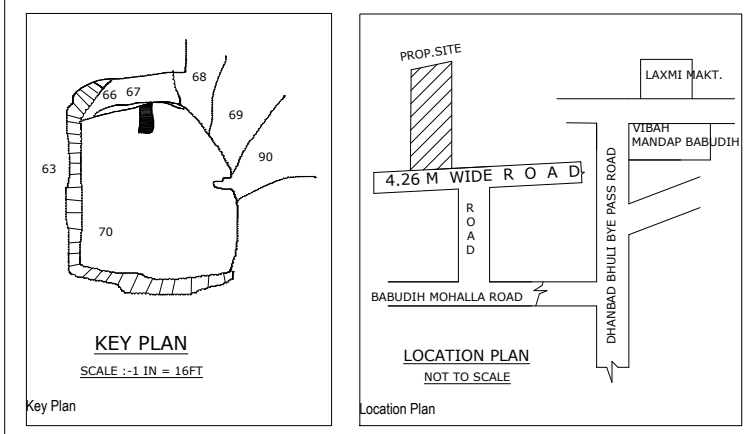 68
66 67
69
90
63
70
KEY PLAN
SCALE :-1 IN = 16FT
Key Plan
PROP.SITE
LAXMI MAKT.
VIBAH
MANDAP BABUDIH
4.26 M WIDE ROAD
ROAD
DHANBAD BHULI BYE PASS ROAD
BABUDIH MOHALLA ROAD
LOCATION PLAN
NOT TO SCALE
Location Plan